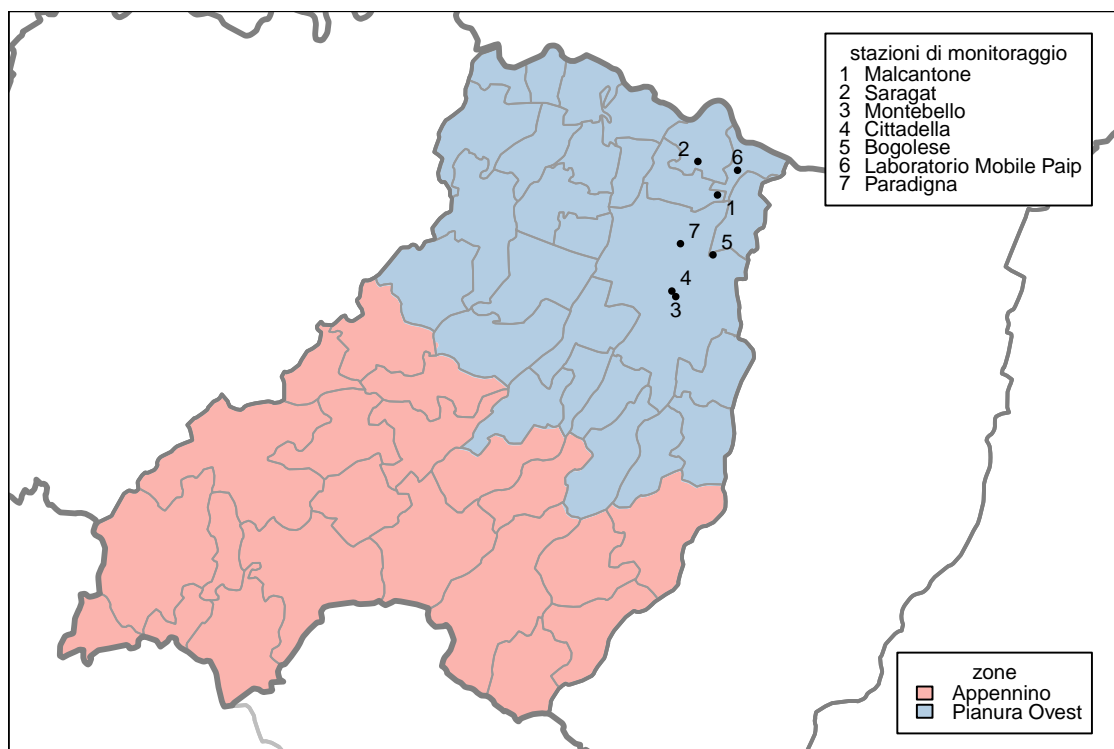 stazioni di monitoraggio
1 Malcantone
2 Saragat
3 Montebello
4 Cittadella
5 Bogolese
6 Laboratorio Mobile Paip
7 Paradigna
2
6
1
7
5
4
3
zone
Appennino
Pianura Ovest